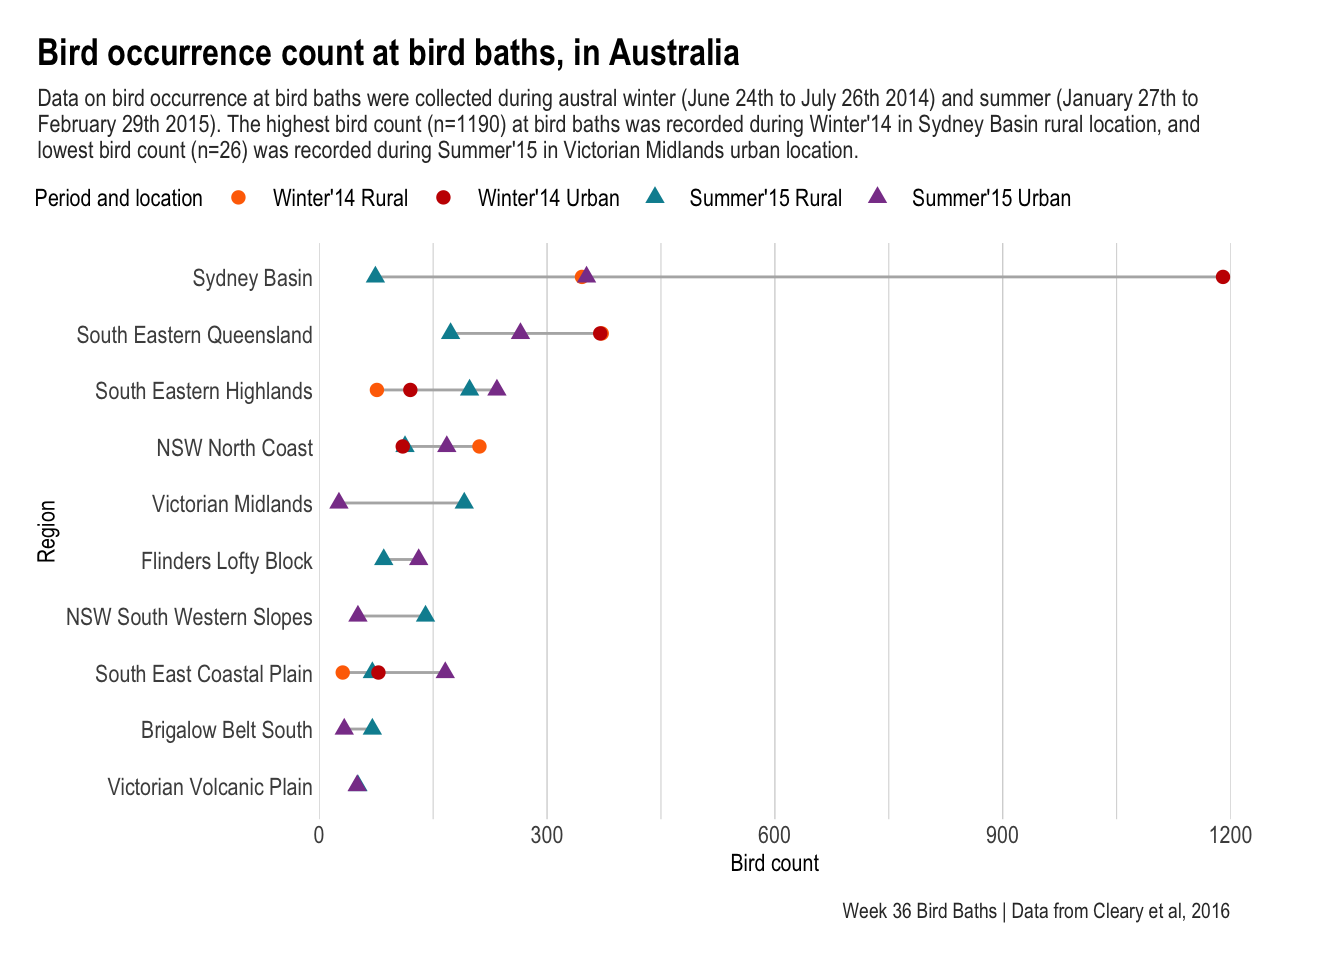 Bird occurrence count at bird baths, in Australia
Data on bird occurrence at bird baths were collected during austral winter (June 24th to July 26th 2014) and summer (January 27th to
February 29th 2015). The highest bird count (n=1190) at bird baths was recorded during Winter'14 in Sydney Basin rural location, and
lowest bird count (n=26) was recorded during Summer'15 in Victorian Midlands urban location.
Period and location Winter'14 Rural Winter'14 Urban Summer'15 Rural Summer'15 Urban
Sydney Basin
South Eastern Queensland
South Eastern Highlands
NSW North Coast
Victorian Midlands
Flinders Lofty Block
NSW South Western Slopes
South East Coastal Plain
Brigalow Belt South
Victorian Volcanic Plain
Region
0 300 600 900 1200
Bird count
Week 36 Bird Baths | Data from Cleary et al, 2016